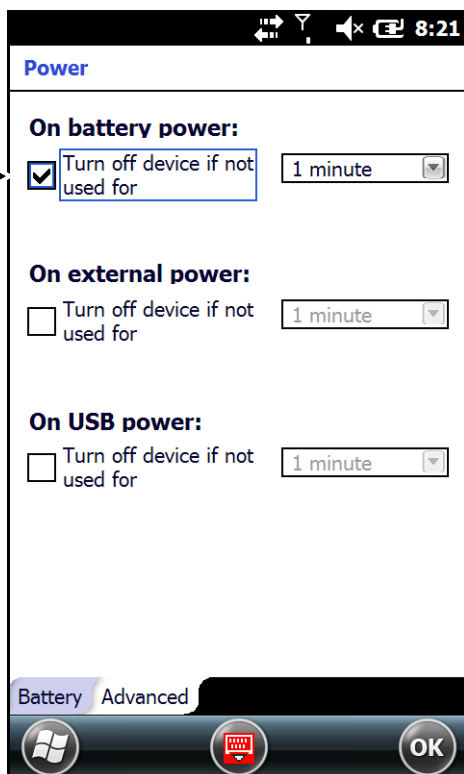 8:21
Power
On battery power:
Turn off device if not
used for
1 minute
On external power:
Turn off device if not
used for
1 minute
On USB power:
Turn off device if not
used for
1 minute
Battery Advanced
OK